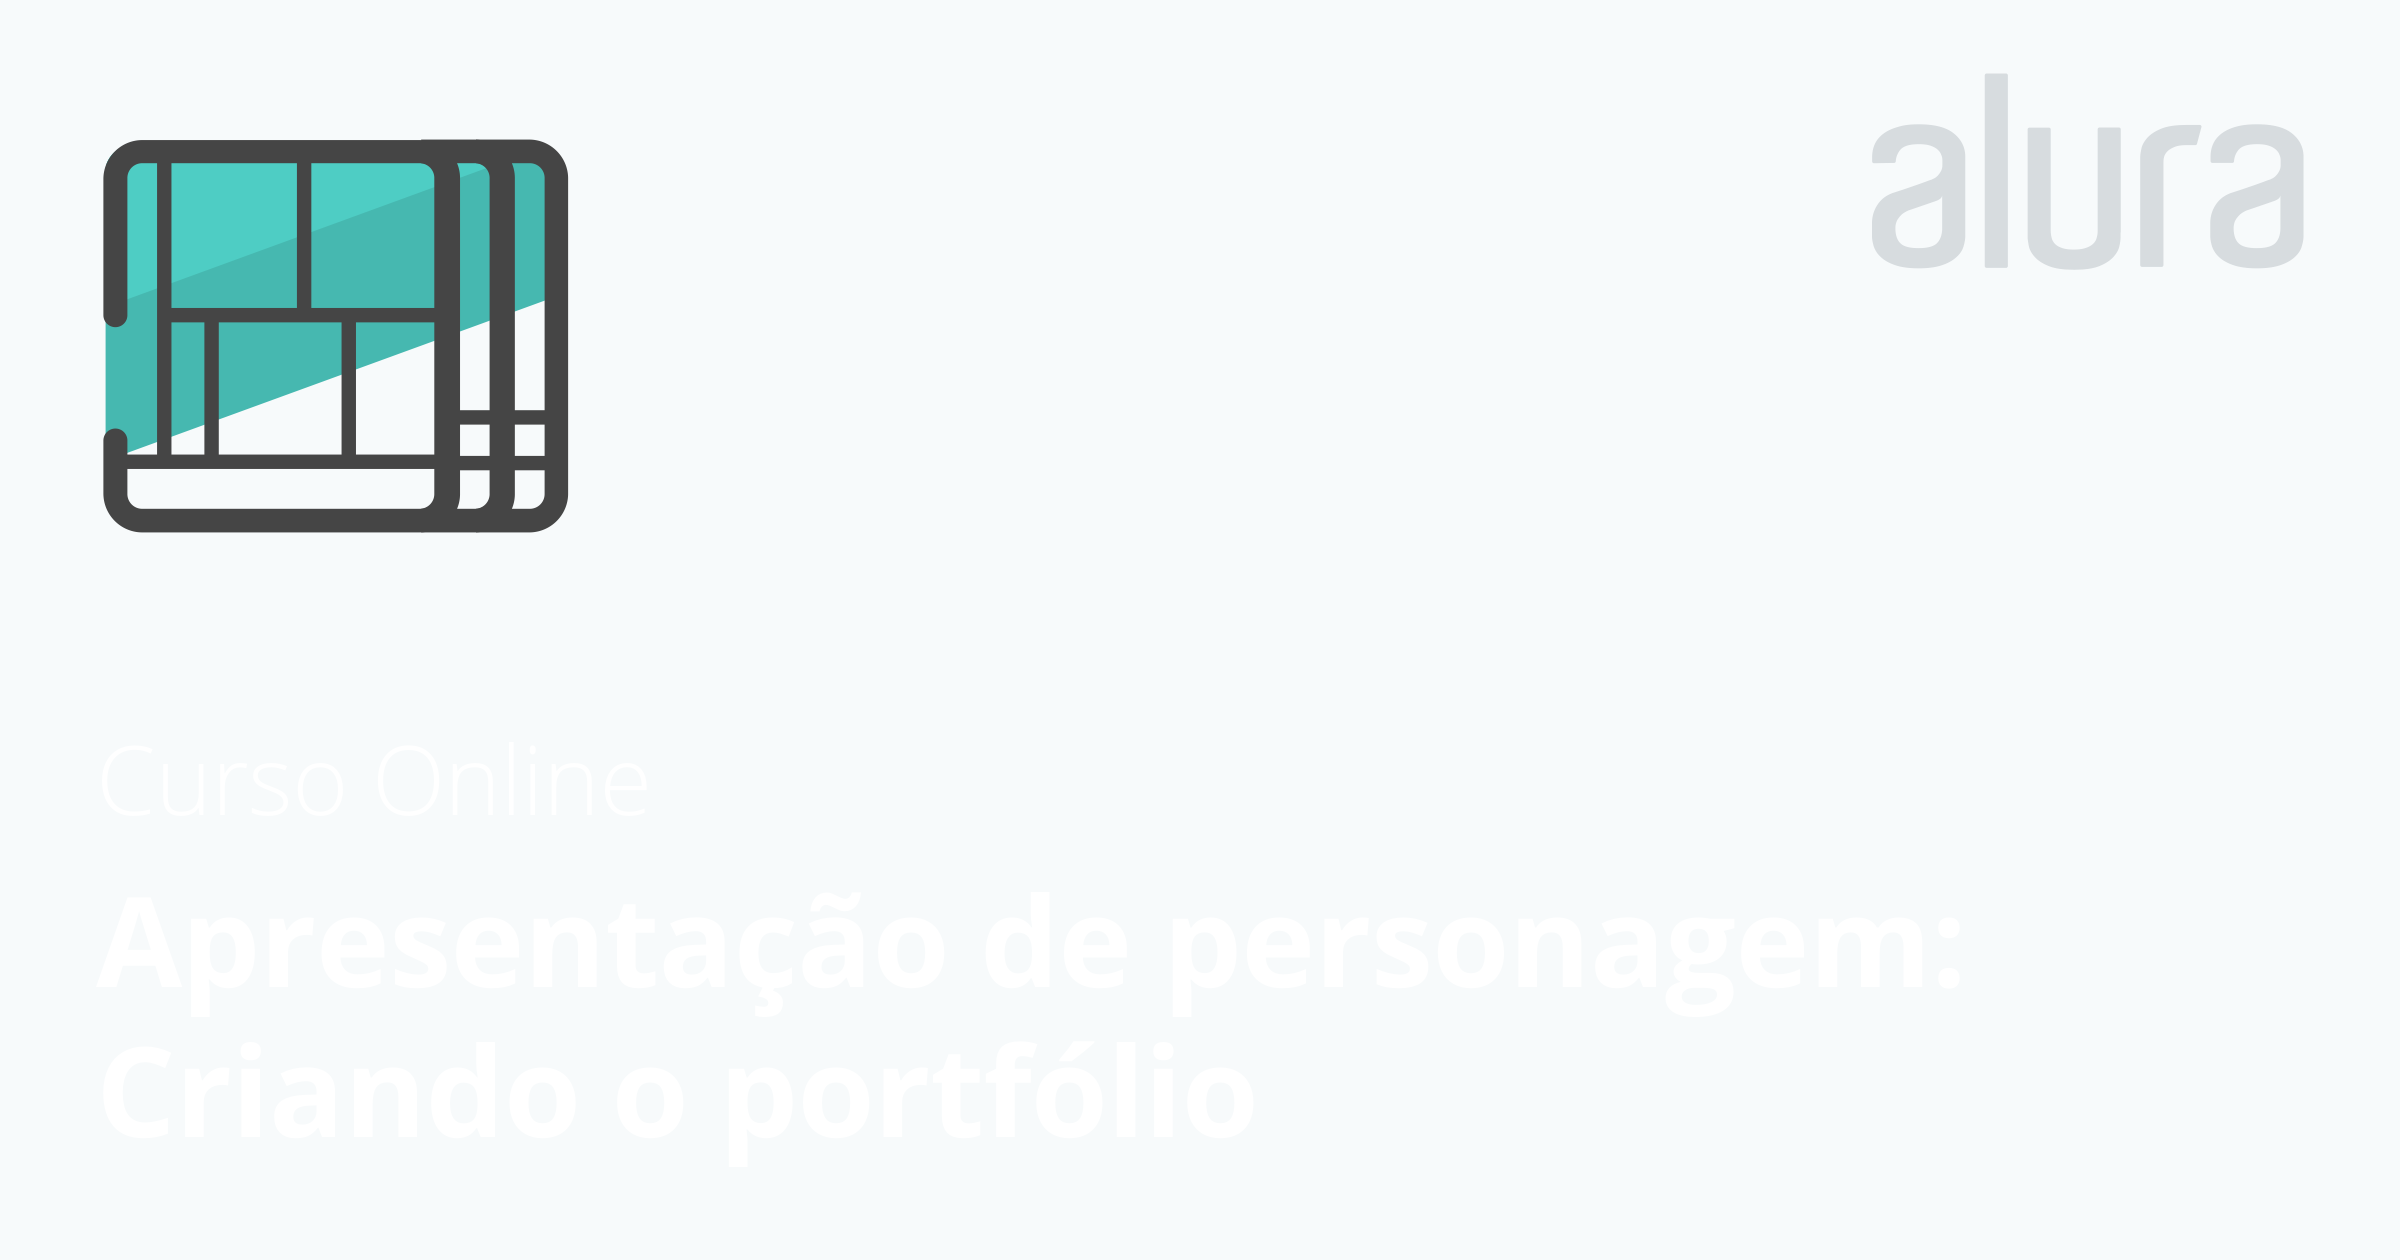 alura
Curso Online
Apresentação de personagem:
Criando o portfólio